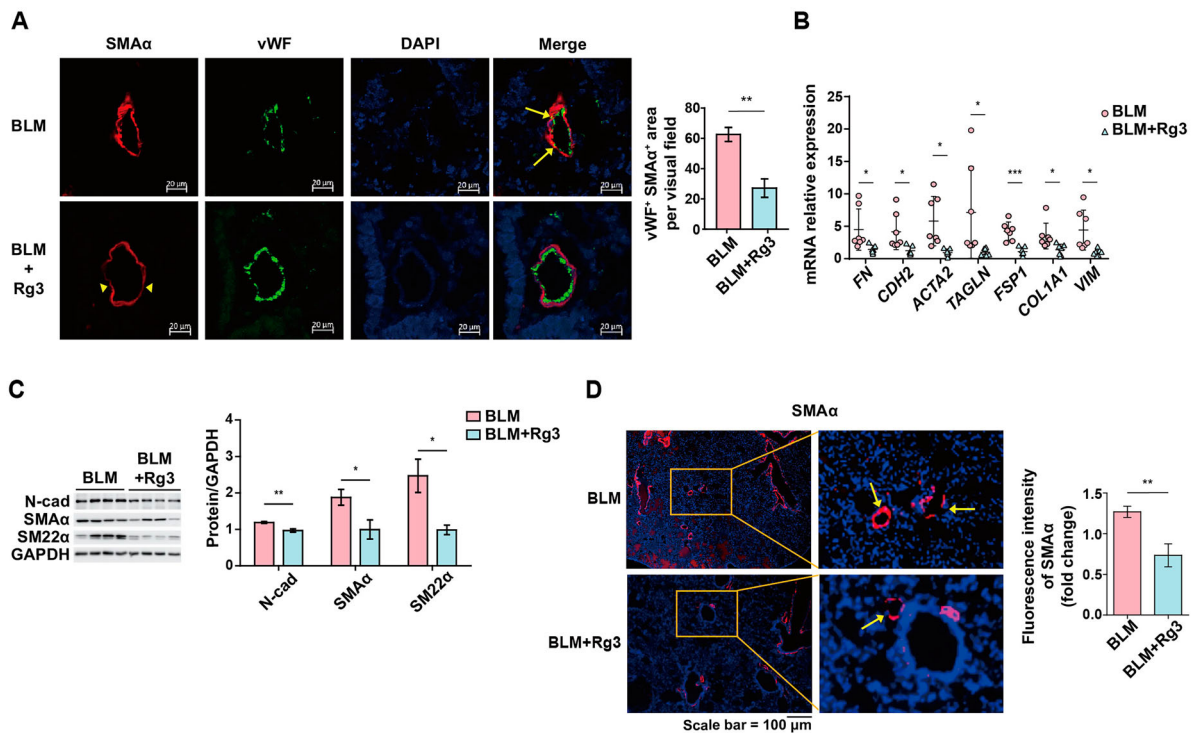 A
SMAα vWF DAPI Merge
BLM
20 μm 20 μm 20 μm 20 μm
BLM
+
Rg3
20 μm 20 μm 20 μm 20 μm
vWF⁺ SMAα⁺ area
per visual field
80
60
40
20
0
**
BLM
BLM+Rg3
B
mRNA relative expression
25
20
15
10
5
0
* * * * *** * *
BLM
BLM+Rg3
FN CDH2 ACTA2 TAGLN FSP1 COL1A1 VIM
C
BLM BLM
+Rg3
N-cad
SMAα
SM22α
GAPDH
Protein/GAPDH
4
3
2
1
0
** * *
BLM
BLM+Rg3
N-cad SMAα SM22α
D
SMAα
BLM
BLM+Rg3
Scale bar = 100 μm
Fluorescence intensity
of SMAα
(fold change)
1.5
1.0
0.5
0.0
**
BLM
BLM+Rg3